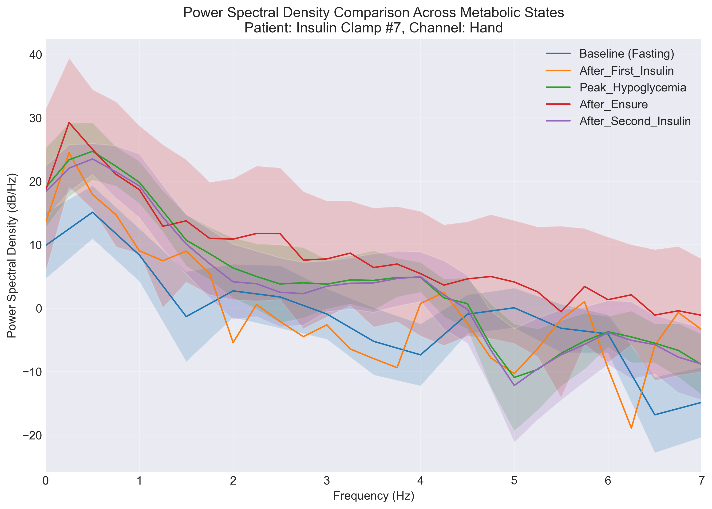 Power Spectral Density Comparison Across Metabolic States
Patient: Insulin Clamp #7, Channel: Hand
Baseline (Fasting)
After_First_Insulin
Peak_Hypoglycemia
After_Ensure
After_Second_Insulin
Power Spectral Density (dB/Hz)
40
30
20
10
0
−10
−20
0 1 2 3 4 5 6 7
Frequency (Hz)